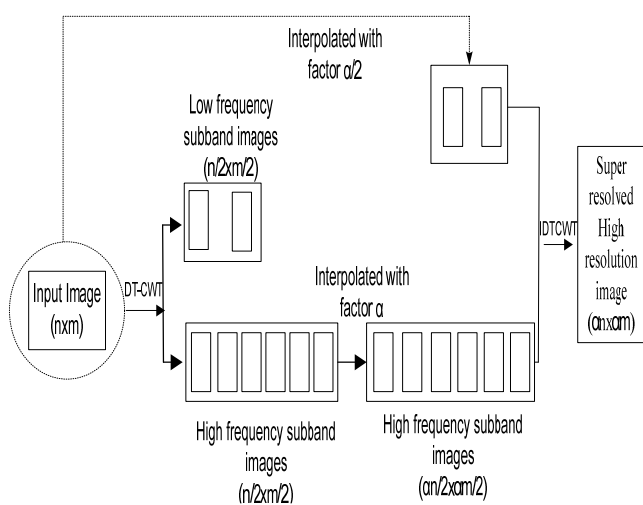 Interpolated with
factor α/2
Low frequency
subband images
(n/2xm/2)
Super
resolved
High
resolution
image
(αnxαm)
IDTCWT
DT-CWT
Input Image
(nxm)
Interpolated with
factor α
High frequency subband
images
(n/2xm/2)
High frequency subband
images
(αn/2xαm/2)